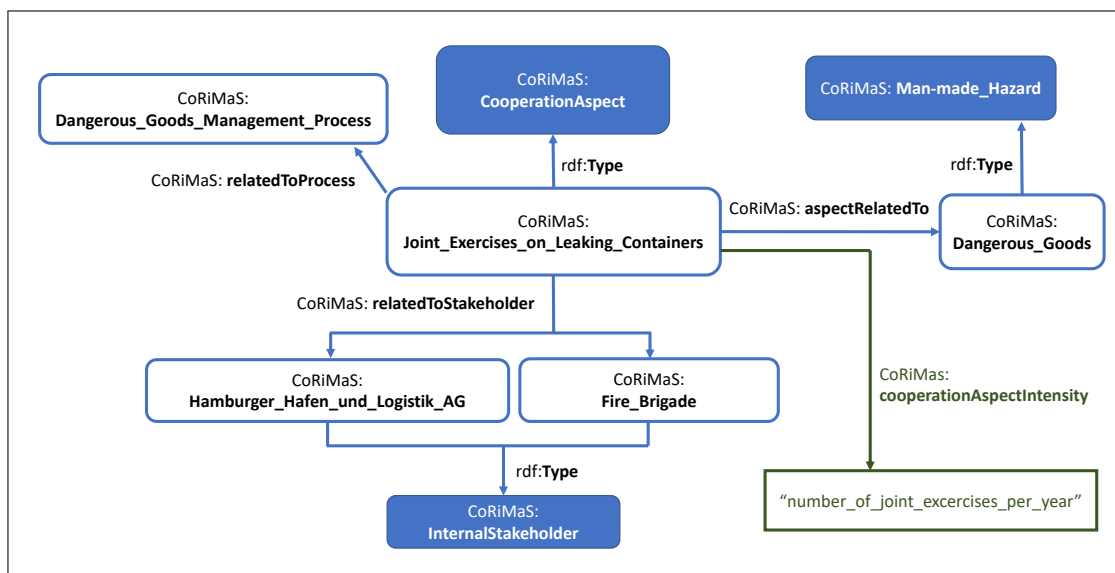 CoRiMaS:
CooperationAspect
CoRiMaS: Man-made_Hazard
CoRiMaS:
Dangerous_Goods_Management_Process
rdf:Type
rdf:Type
CoRiMaS: relatedToProcess
CoRiMaS:
Joint_Exercises_on_Leaking_Containers
CoRiMaS: aspectRelatedTo
CoRiMaS:
Dangerous_Goods
CoRiMaS: relatedToStakeholder
CoRiMaS:
Hamburger_Hafen_und_Logistik_AG
CoRiMaS:
Fire_Brigade
CoRiMas:
cooperationAspectIntensity
rdf:Type
CoRiMaS:
InternalStakeholder
“number_of_joint_excercises_per_year”